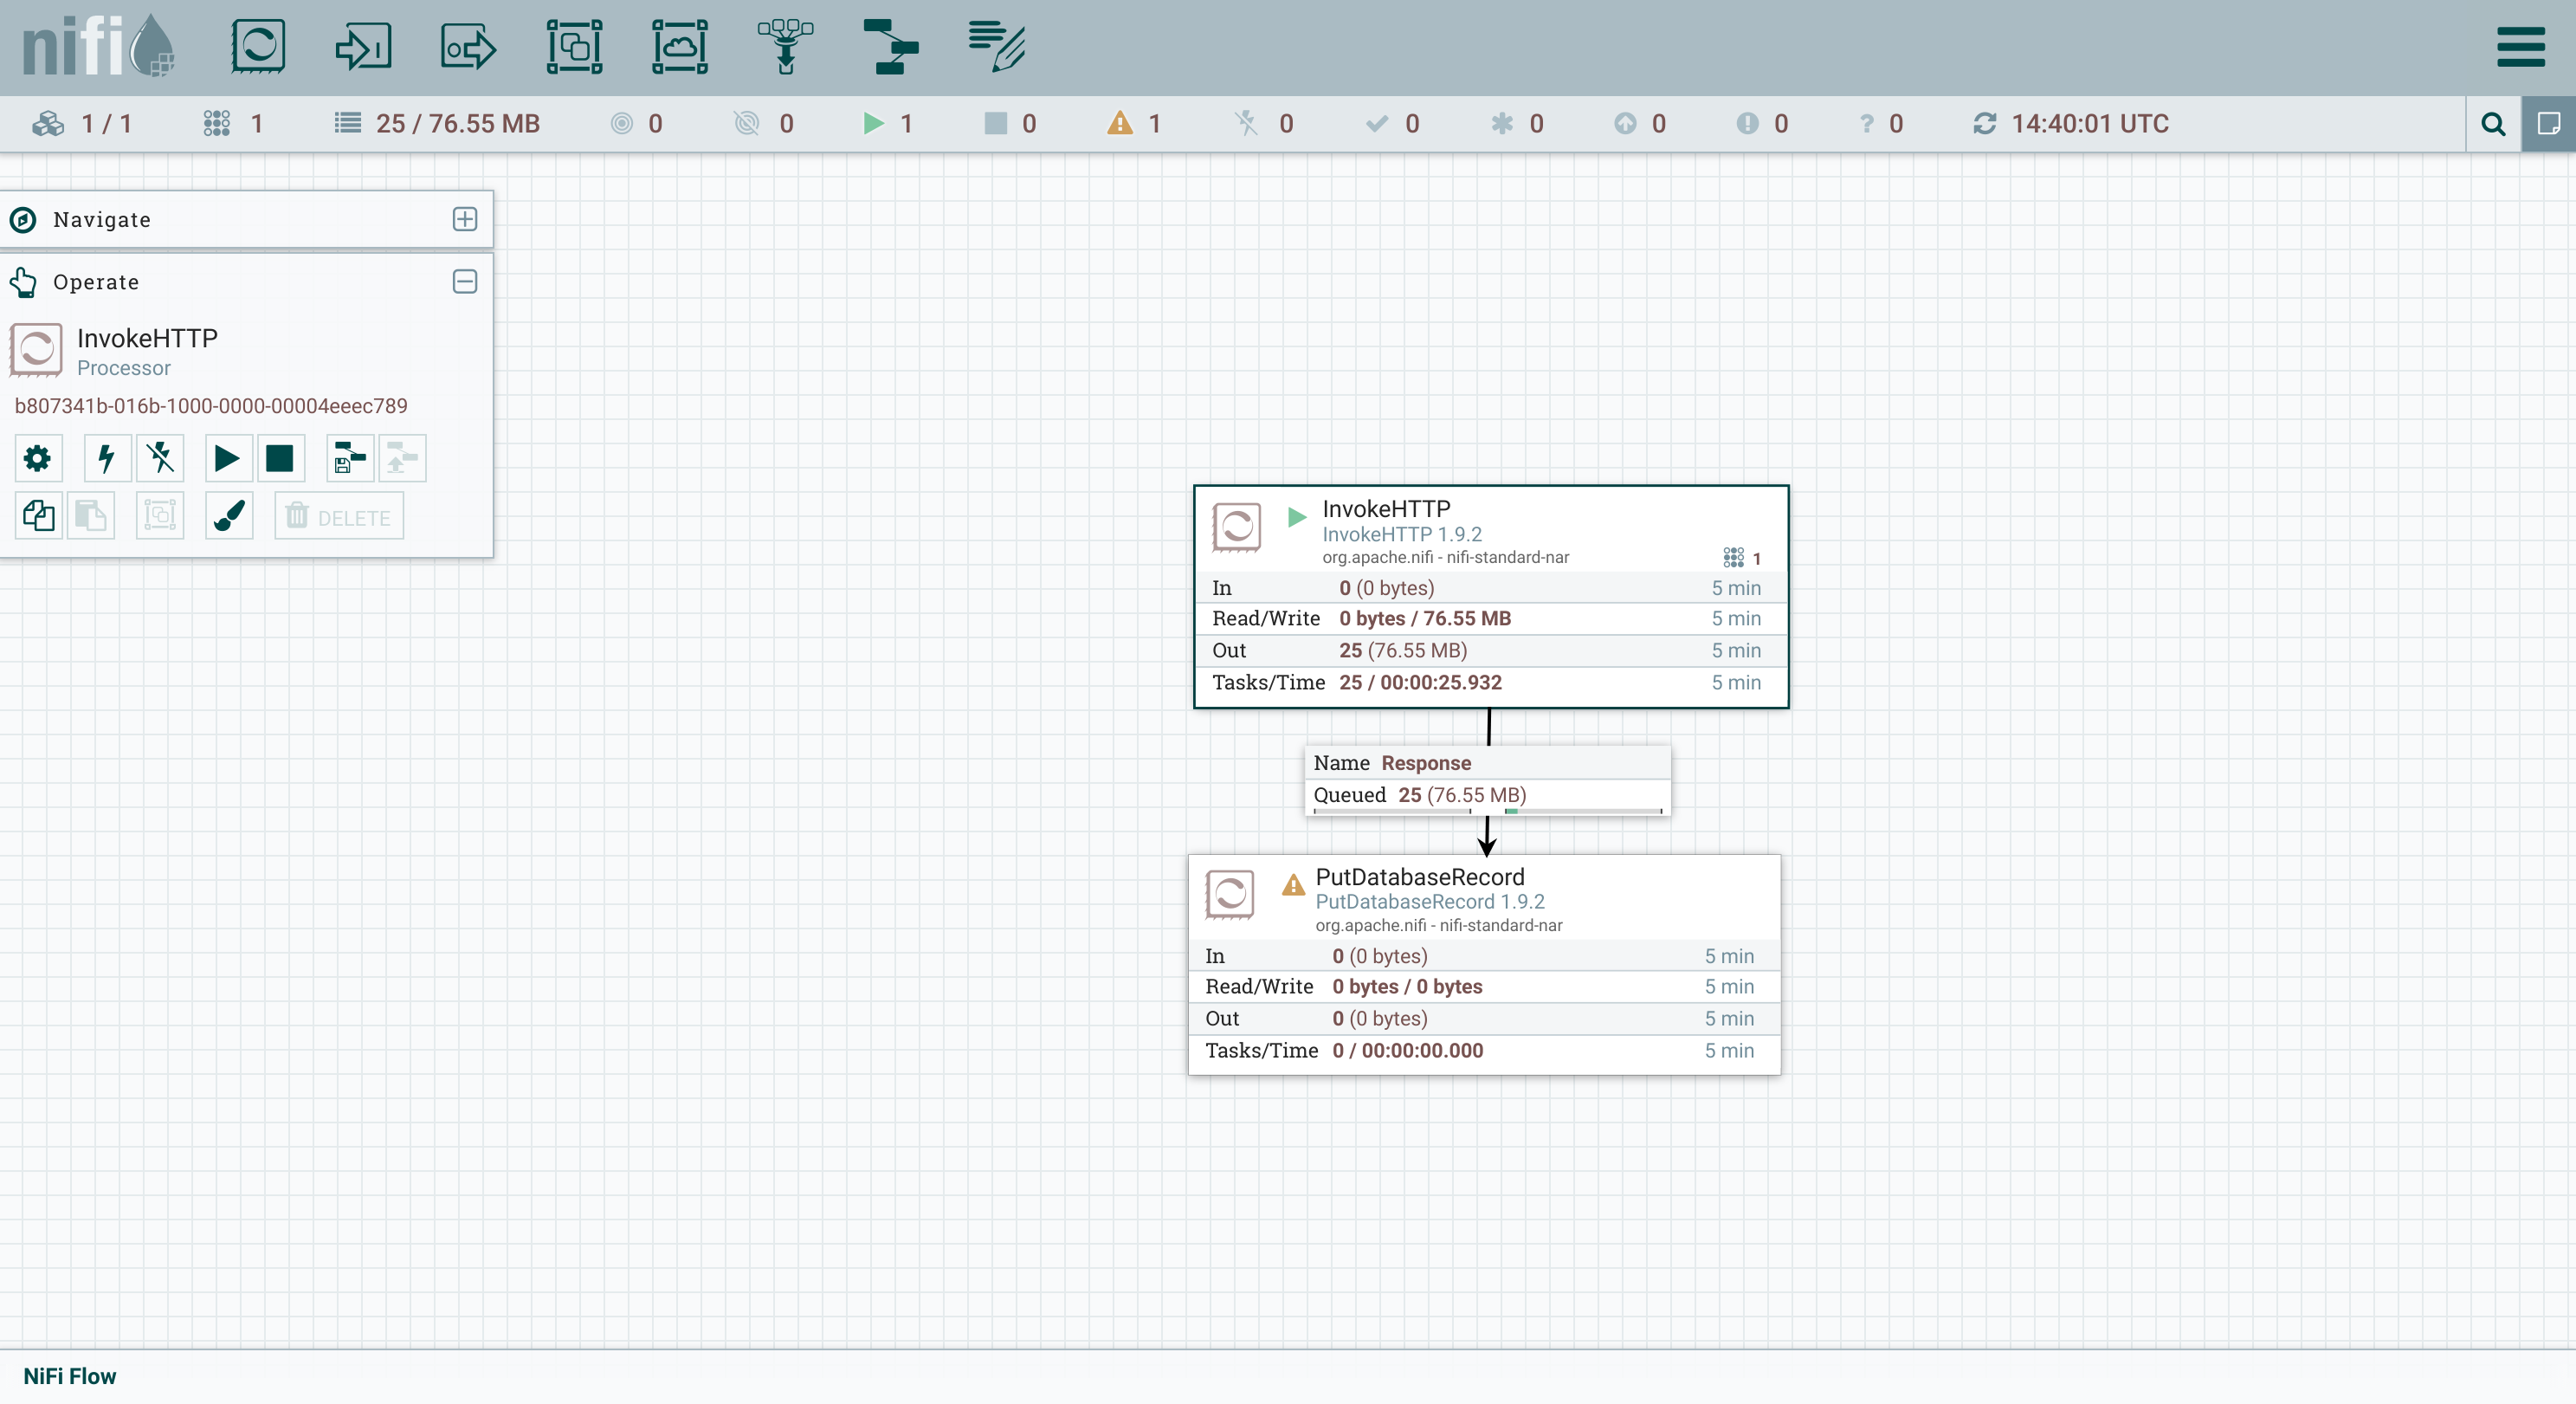 nifi
1 / 1 1 25 / 76.55 MB 0 0 1 0 1 0 0 0 0 0 ? 0 14:40:01 UTC
Navigate
Operate
InvokeHTTP
Processor
b807341b-016b-1000-0000-00004eeec789
DELETE
InvokeHTTP
InvokeHTTP 1.9.2
org.apache.nifi - nifi-standard-nar
1
In 0 (0 bytes) 5 min
Read/Write 0 bytes / 76.55 MB 5 min
Out 25 (76.55 MB) 5 min
Tasks/Time 25 / 00:00:25.932 5 min
Name Response
Queued 25 (76.55 MB)
PutDatabaseRecord
PutDatabaseRecord 1.9.2
org.apache.nifi - nifi-standard-nar
In 0 (0 bytes) 5 min
Read/Write 0 bytes / 0 bytes 5 min
Out 0 (0 bytes) 5 min
Tasks/Time 0 / 00:00:00.000 5 min
NiFi Flow